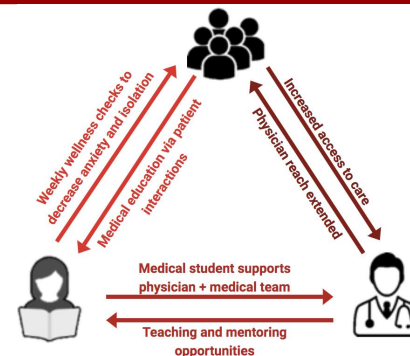 Weekly wellness checks to
decrease anxiety and isolation
Medical education via patient
interactions
Increased access to care
Physician reach extended
Medical student supports
physician + medical team
Teaching and mentoring
opportunities